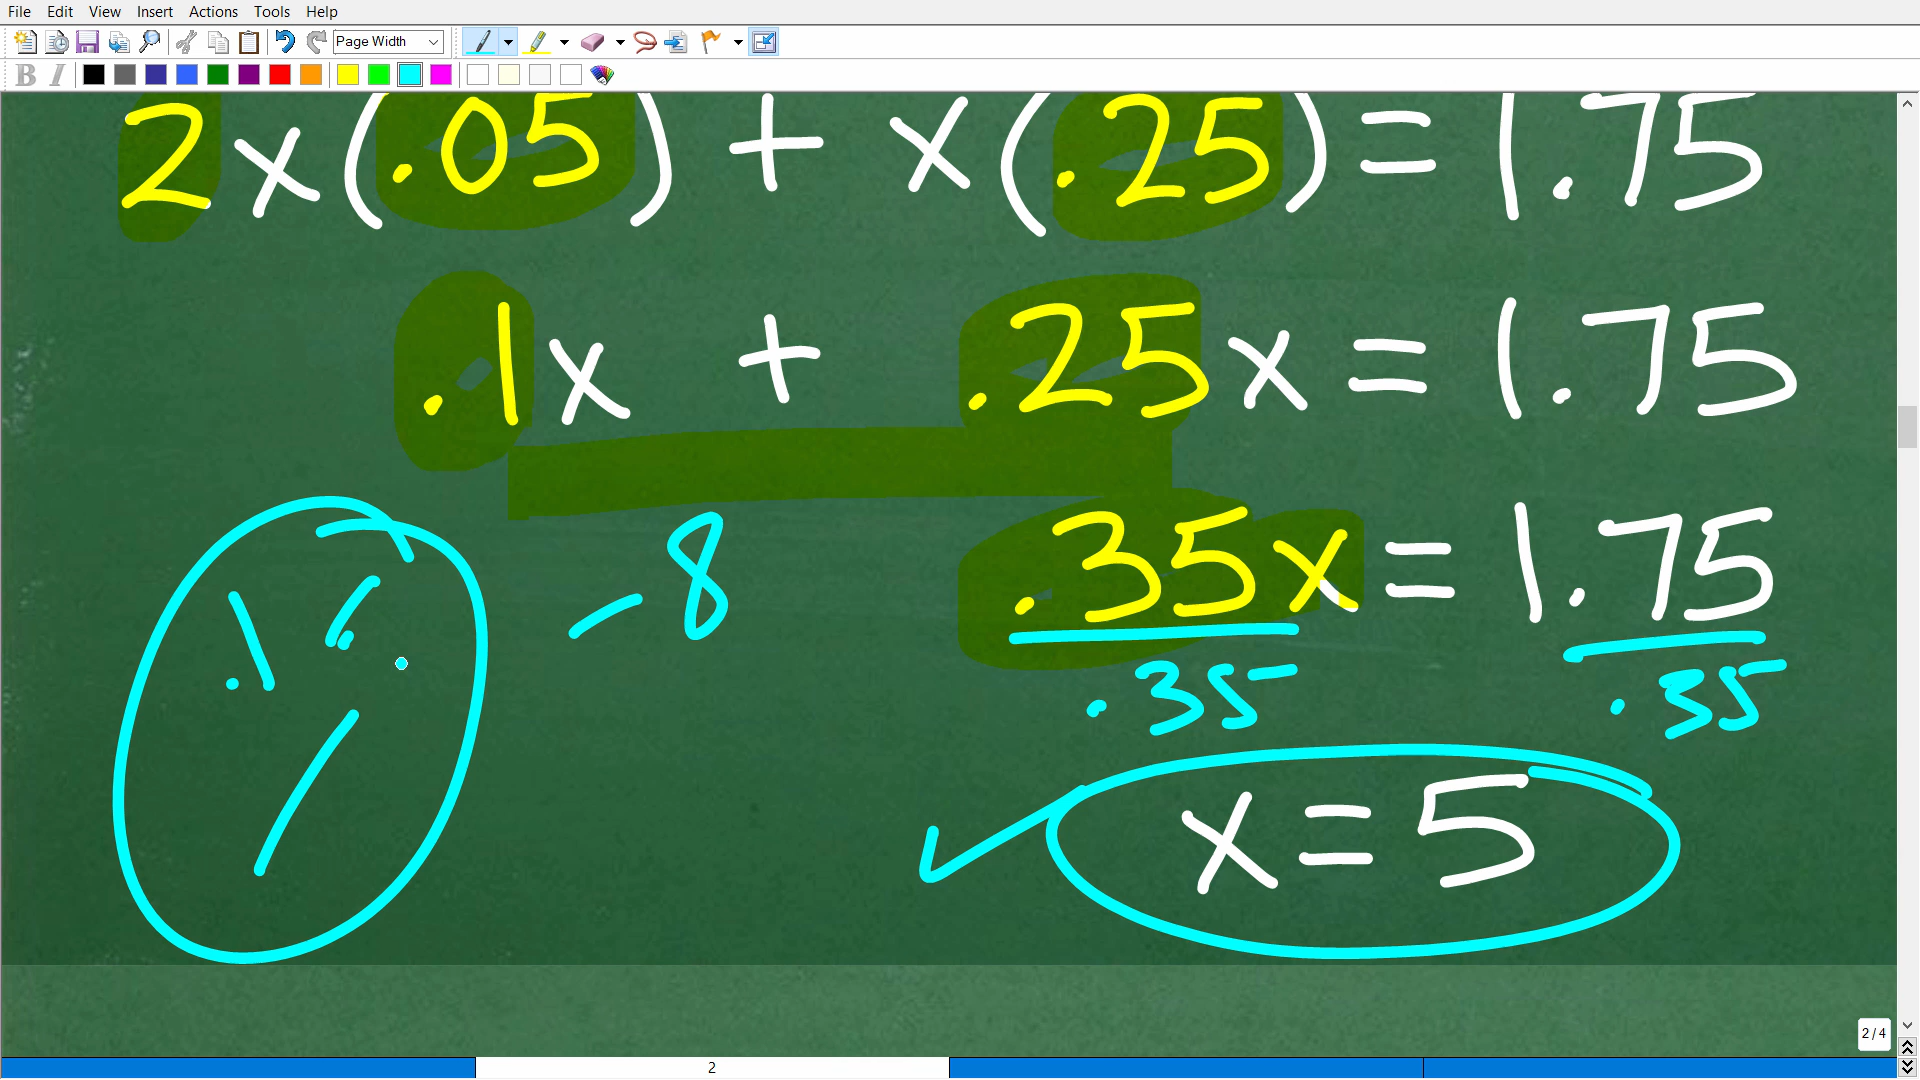 File Edit View Insert Actions Tools Help
Page Width
B I
2x(.05) + x(.25) = 1.75
.1x + .25x = 1.75
-8
.35x = 1.75
.35 .35
x = 5
2 / 4
2